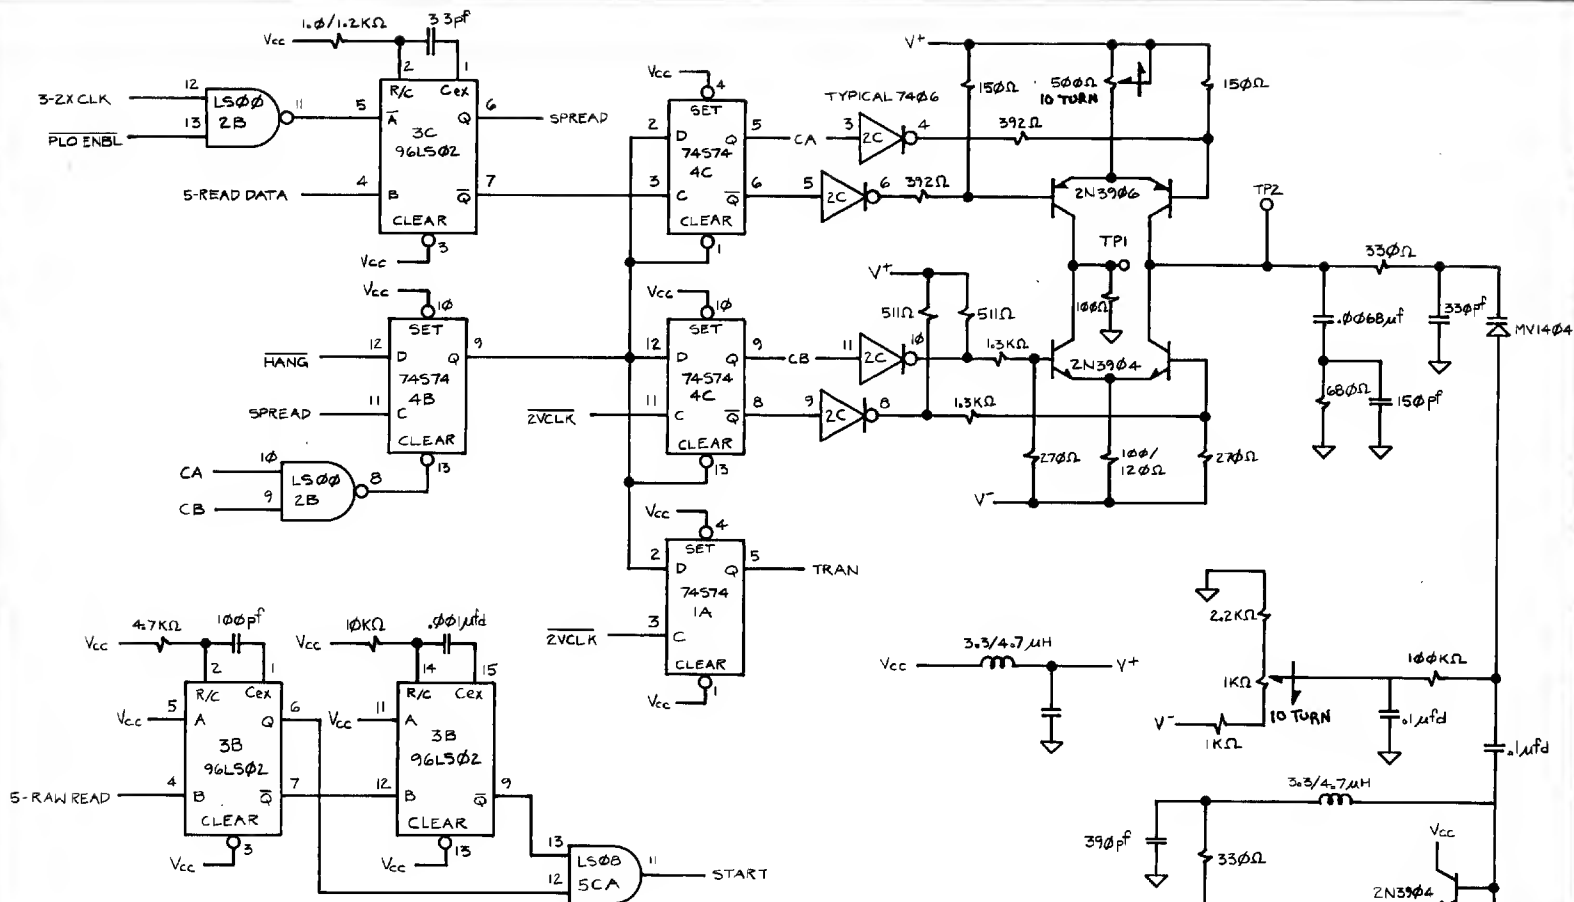 1.0/1.2KΩ
33pf
Vcc
2
1
R/C
Cex
3-2X CLK
12
LS00
2B
11
5
A
Q
6
SPREAD
PLO ENBL
13
3C
96LS02
5-READ DATA
4
B
Q
7
CLEAR
3
Vcc
Vcc
4
SET
2
D
Q
5
CA
74S74
4C
3
C
Q
6
CLEAR
1
TYPICAL 7406
3
2C
4
392Ω
5
2C
6
392Ω
V+
150Ω
500Ω
10 TURN
150Ω
2N3906
TP1
TP2
100Ω
330Ω
.0068µf
330pf
MV1404
680Ω
150pf
Vcc
10
SET
HANG
12
D
Q
9
74S74
4B
SPREAD
11
C
CLEAR
13
CA
10
LS00
2B
8
CB
9
Vcc
10
SET
12
D
Q
9
CB
74S74
4C
2VCLK
11
C
Q
8
CLEAR
13
V+
511Ω
511Ω
11
2C
10
1.3KΩ
9
2C
8
1.3KΩ
2N3904
270Ω
100/
120Ω
270Ω
V-
Vcc
4
SET
2
D
Q
5
TRAN
74S74
1A
2VCLK
3
C
CLEAR
1
Vcc
4.7KΩ
100pf
Vcc
2
1
R/C
Cex
Vcc
5
A
Q
6
3B
96LS02
5-RAW READ
4
B
Q
7
CLEAR
3
Vcc
10KΩ
.001µfd
Vcc
14
15
R/C
Cex
Vcc
11
A
3B
96LS02
12
B
Q
9
CLEAR
13
Vcc
13
LS08
5CA
11
START
12
Vcc
3.3/4.7µH
V+
2.2KΩ
1KΩ
10 TURN
V-
1KΩ
100KΩ
.1µfd
.1µfd
3.3/4.7µH
390pf
330Ω
Vcc
2N3904